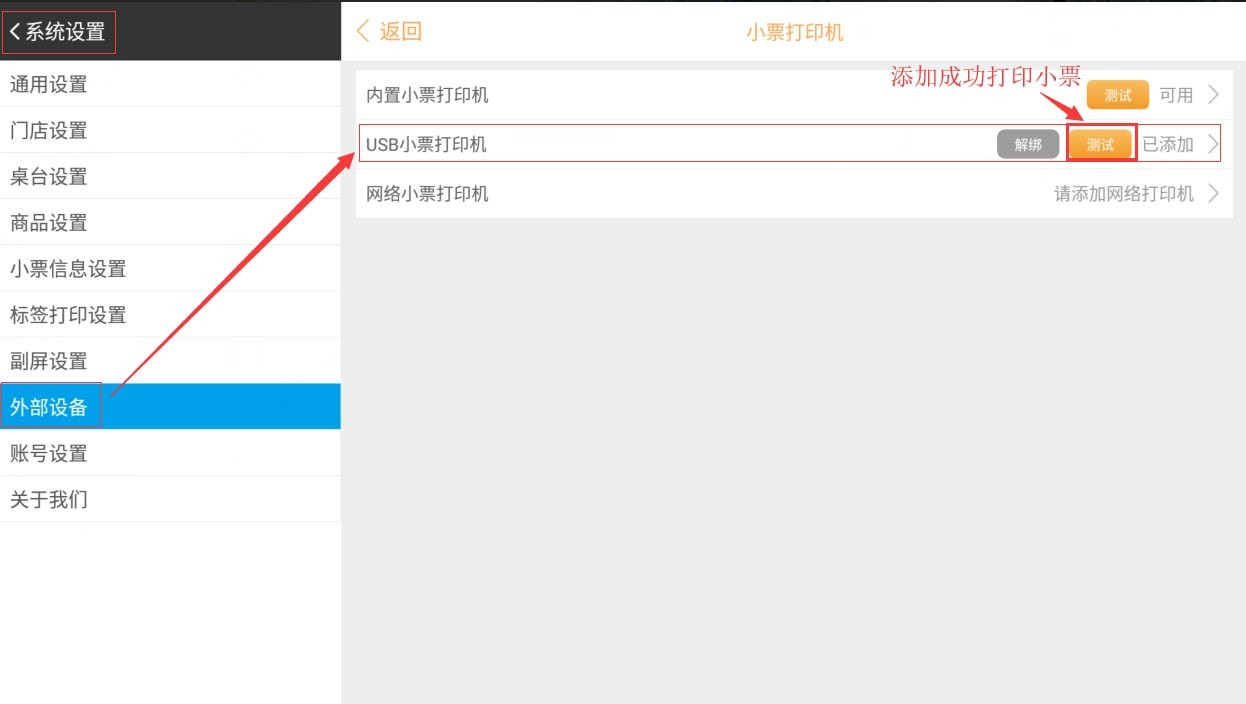 系统设置
通用设置
门店设置
桌台设置
商品设置
小票信息设置
标签打印设置
副屏设置
外部设备
账号设置
关于我们
返回
小票打印机
添加成功打印小票
内置小票打印机 测试 可用
USB小票打印机 解绑 测试 已添加
网络小票打印机 请添加网络打印机